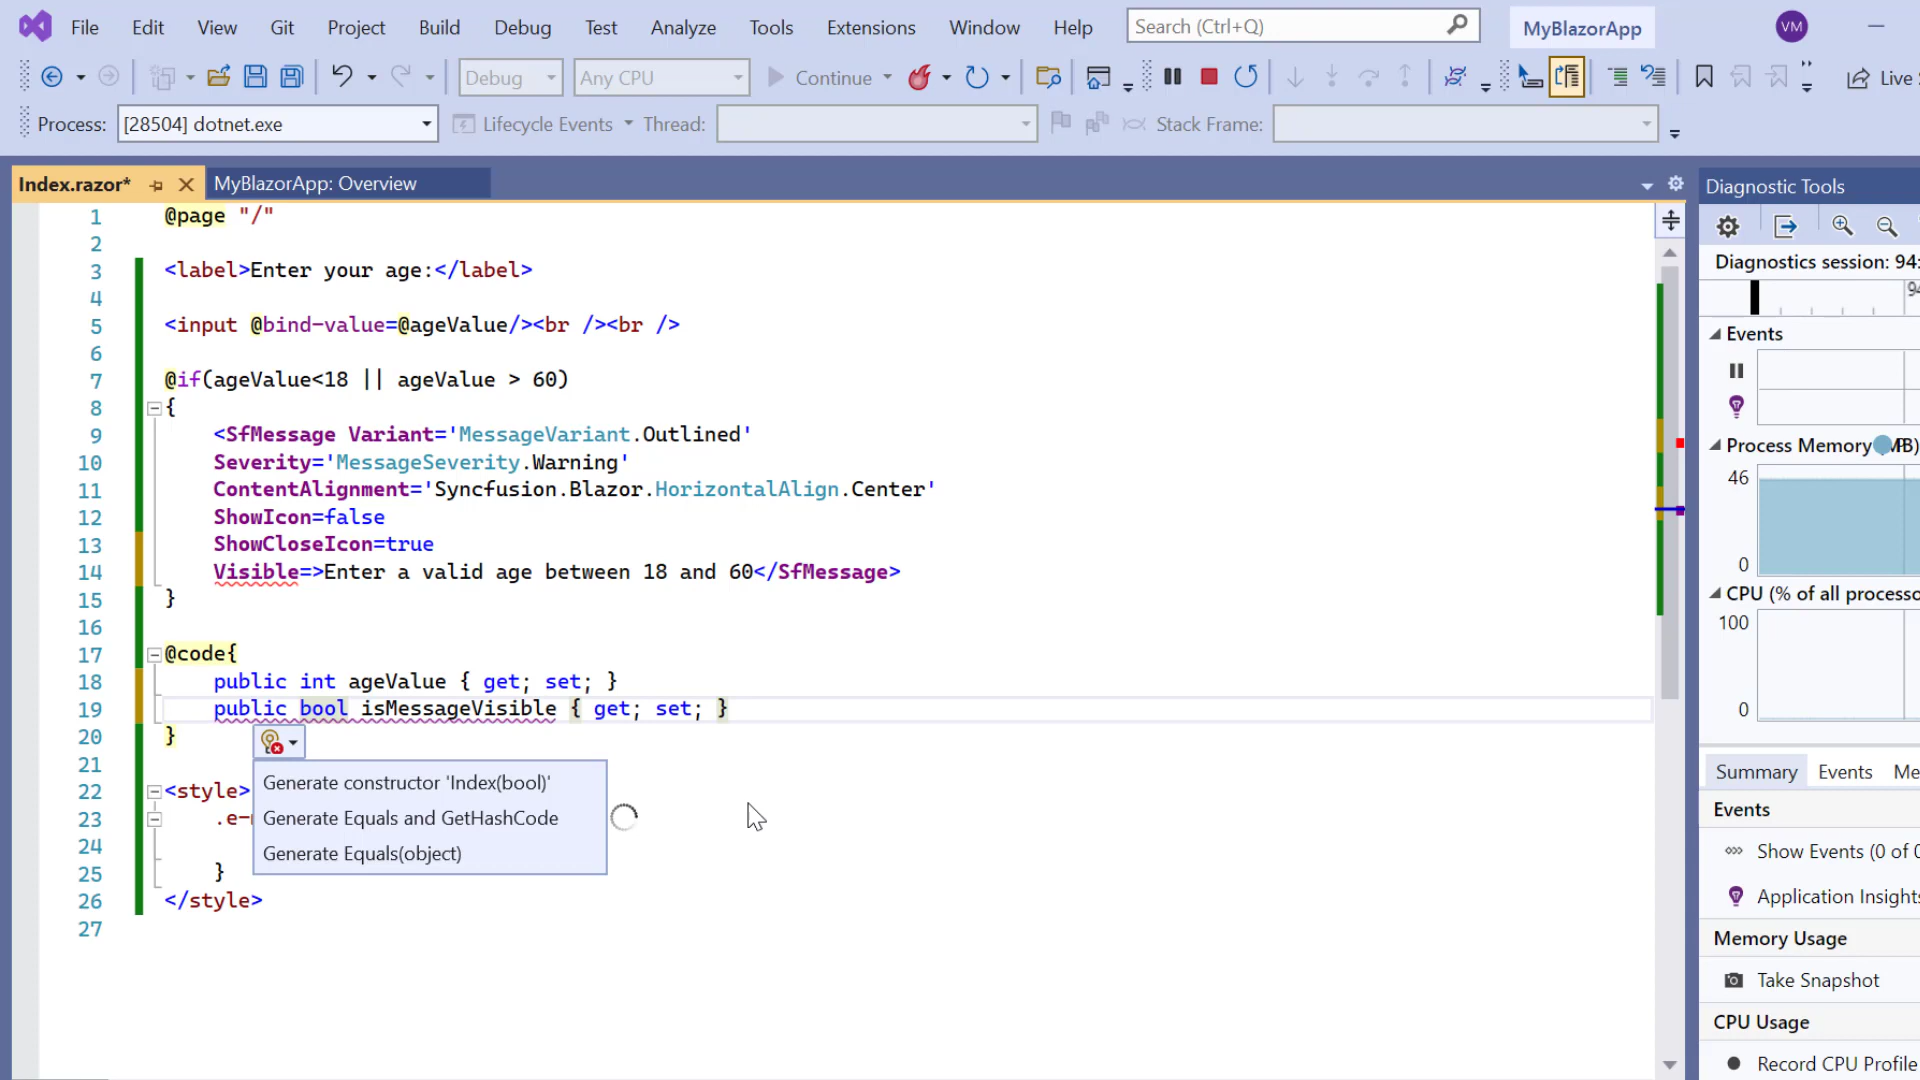 File Edit View Git Project Build Debug Test Analyze Tools Extensions Window Help Search (Ctrl+Q) MyBlazorApp VM
Debug Any CPU Continue Live
Process: [28504] dotnet.exe Lifecycle Events Thread: Stack Frame:
Index.razor* MyBlazorApp: Overview
Diagnostic Tools
1 @page "/"
2
3 <label>Enter your age:</label>
4
5 <input @bind-value=@ageValue/><br /><br />
6
7 @if(ageValue<18 || ageValue > 60)
8 {
9 <SfMessage Variant='MessageVariant.Outlined'
10 Severity='MessageSeverity.Warning'
11 ContentAlignment='Syncfusion.Blazor.HorizontalAlign.Center'
12 ShowIcon=false
13 ShowCloseIcon=true
14 Visible=>Enter a valid age between 18 and 60</SfMessage>
15 }
16
17 @code{
18 public int ageValue { get; set; }
19 public bool isMessageVisible { get; set; }
20 }
21
22 <style>
23 .e-
24
25 }
26 </style>
27
Generate constructor 'Index(bool)'
Generate Equals and GetHashCode
Generate Equals(object)
Diagnostics session: 94
Events
Process Memory
46
0
CPU (% of all processo
100
0
Summary Events Me
Events
Show Events (0 of 0
Application Insights
Memory Usage
Take Snapshot
CPU Usage
Record CPU Profile